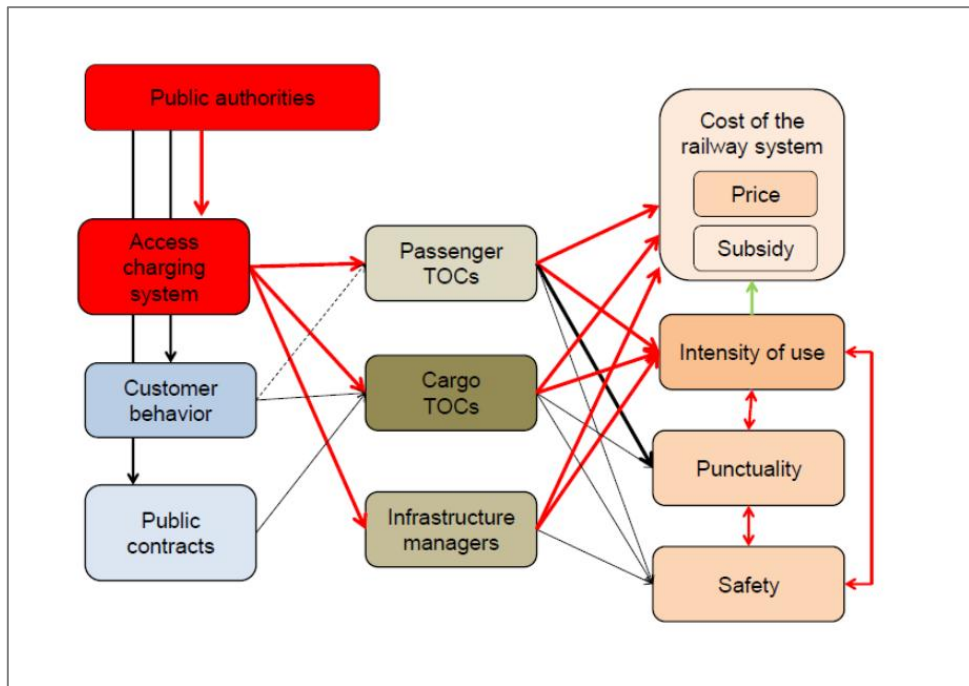 Public authorities
Access
charging
system
Customer
behavior
Public
contracts
Passenger
TOCs
Cargo
TOCs
Infrastructure
managers
Cost of the
railway system
Price
Subsidy
Intensity of use
Punctuality
Safety